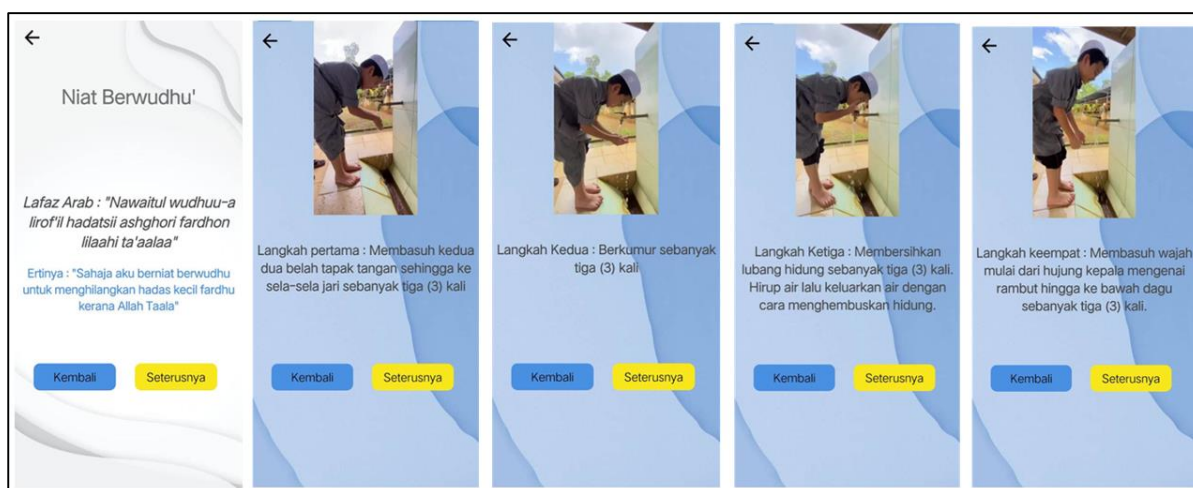 Niat Berwudhu'
Lafaz Arab : "Nawaitul wudhuu-a
lirof'il hadatsii ashghori fardhon
lilaahi ta'aalaa"
Ertinya : "Sahaja aku berniat berwudhu
untuk menghilangkan hadas kecil fardhu
kerana Allah Taala"
Kembali
Seterusnya
Langkah pertama : Membasuh kedua
dua belah tapak tangan sehingga ke
sela-sela jari sebanyak tiga (3) kali
Kembali
Seterusnya
Langkah Kedua : Berkumur sebanyak
tiga (3) kali
Kembali
Seterusnya
Langkah Ketiga : Membersihkan
lubang hidung sebanyak tiga (3) kali.
Hirup air lalu keluarkan air dengan
cara menghembuskan hidung.
Kembali
Seterusnya
Langkah keempat : Membasuh wajah
mulai dari hujung kepala mengenai
rambut hingga ke bawah dagu
sebanyak tiga (3) kali.
Kembali
Seterusnya